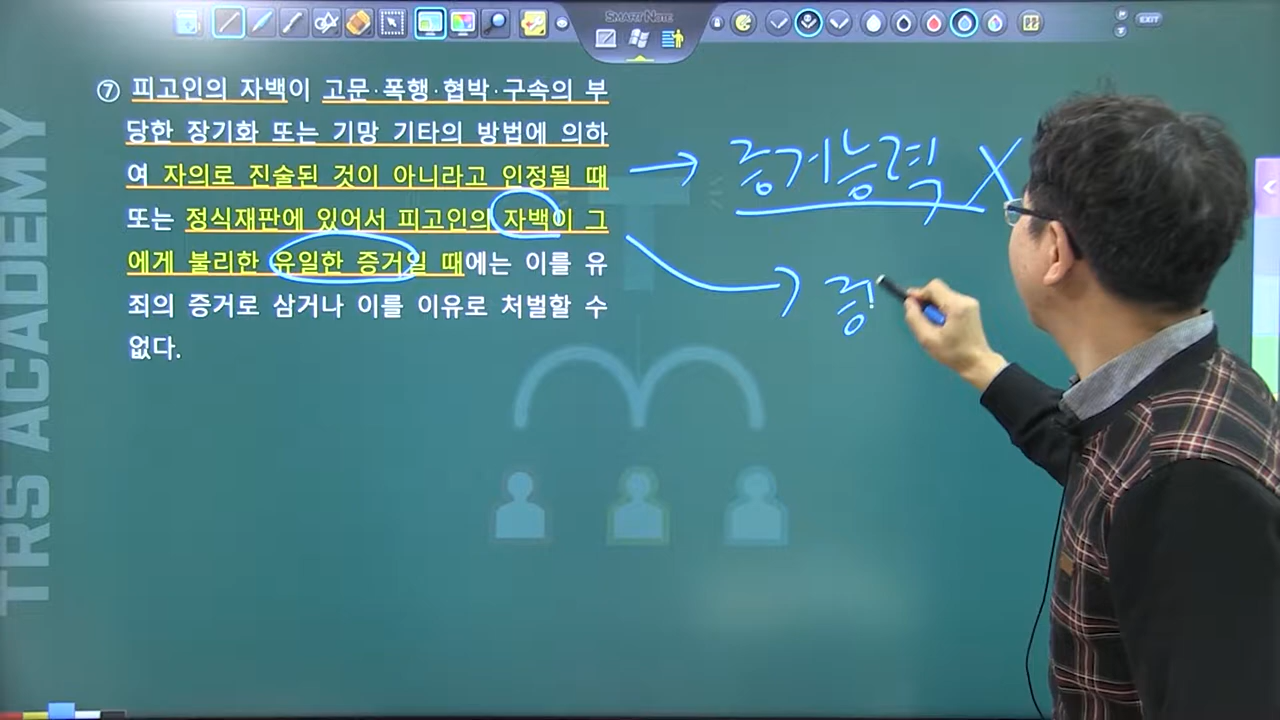 SMART NOTE
EXIT
⑦ 피고인의 자백이 고문·폭행·협박·구속의 부
당한 장기화 또는 기망 기타의 방법에 의하
여 자의로 진술된 것이 아니라고 인정될 때
또는 정식재판에 있어서 피고인의 자백이 그
에게 불리한 유일한 증거일 때에는 이를 유
죄의 증거로 삼거나 이를 이유로 처벌할 수
없다.
→ 증거능력 X
→ 증
TRS ACADEMY